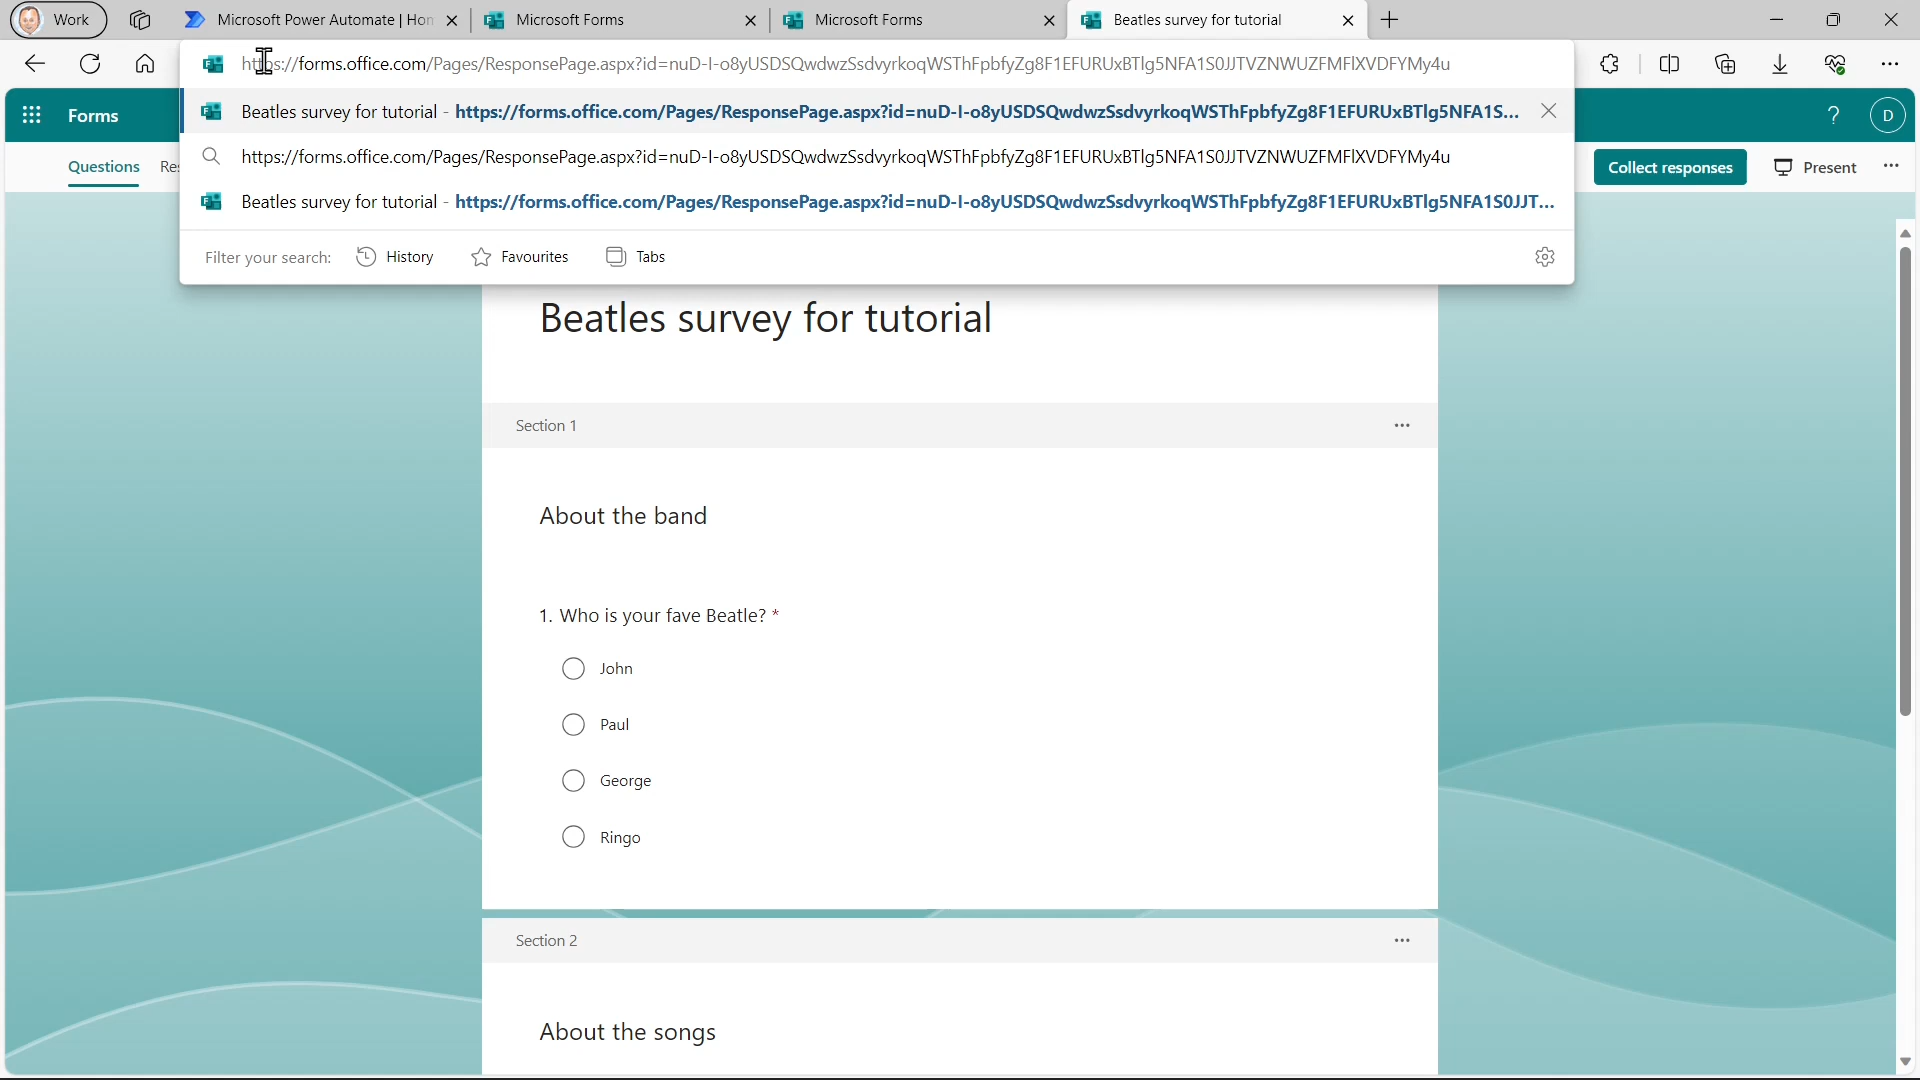 Work
Microsoft Power Automate | Hom
Microsoft Forms
Microsoft Forms
Beatles survey for tutorial
https://forms.office.com/Pages/ResponsePage.aspx?id=nuD-I-o8yUSDSQwdwzSsdvyrkoqWSThFpbfyZg8F1EFURUxBTlg5NFA1S0JJTVZNWUZFMFlXVDFYMy4u
Beatles survey for tutorial - https://forms.office.com/Pages/ResponsePage.aspx?id=nuD-I-o8yUSDSQwdwzSsdvyrkoqWSThFpbfyZg8F1EFURUxBTlg5NFA1S...
https://forms.office.com/Pages/ResponsePage.aspx?id=nuD-I-o8yUSDSQwdwzSsdvyrkoqWSThFpbfyZg8F1EFURUxBTlg5NFA1S0JJTVZNWUZFMFlXVDFYMy4u
Beatles survey for tutorial - https://forms.office.com/Pages/ResponsePage.aspx?id=nuD-I-o8yUSDSQwdwzSsdvyrkoqWSThFpbfyZg8F1EFURUxBTlg5NFA1S0JJT...
Filter your search: History Favourites Tabs
Forms
? D
Questions Res
Collect responses Present
Beatles survey for tutorial
Section 1
About the band
1. Who is your fave Beatle? *
John
Paul
George
Ringo
Section 2
About the songs